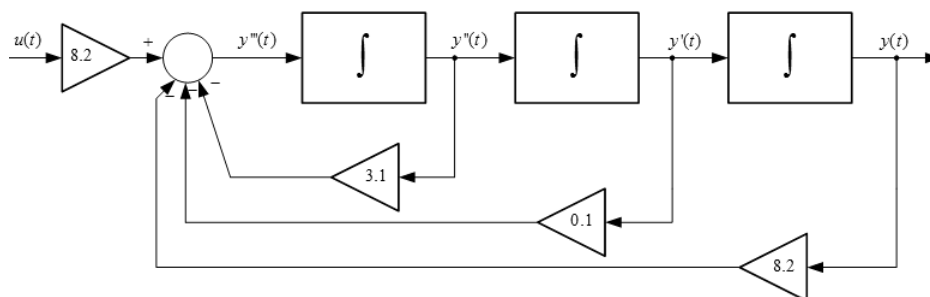 u(t) 8.2 + y'''(t) ∫ y''(t) ∫ y'(t) ∫ y(t)
− − −
3.1
0.1
8.2